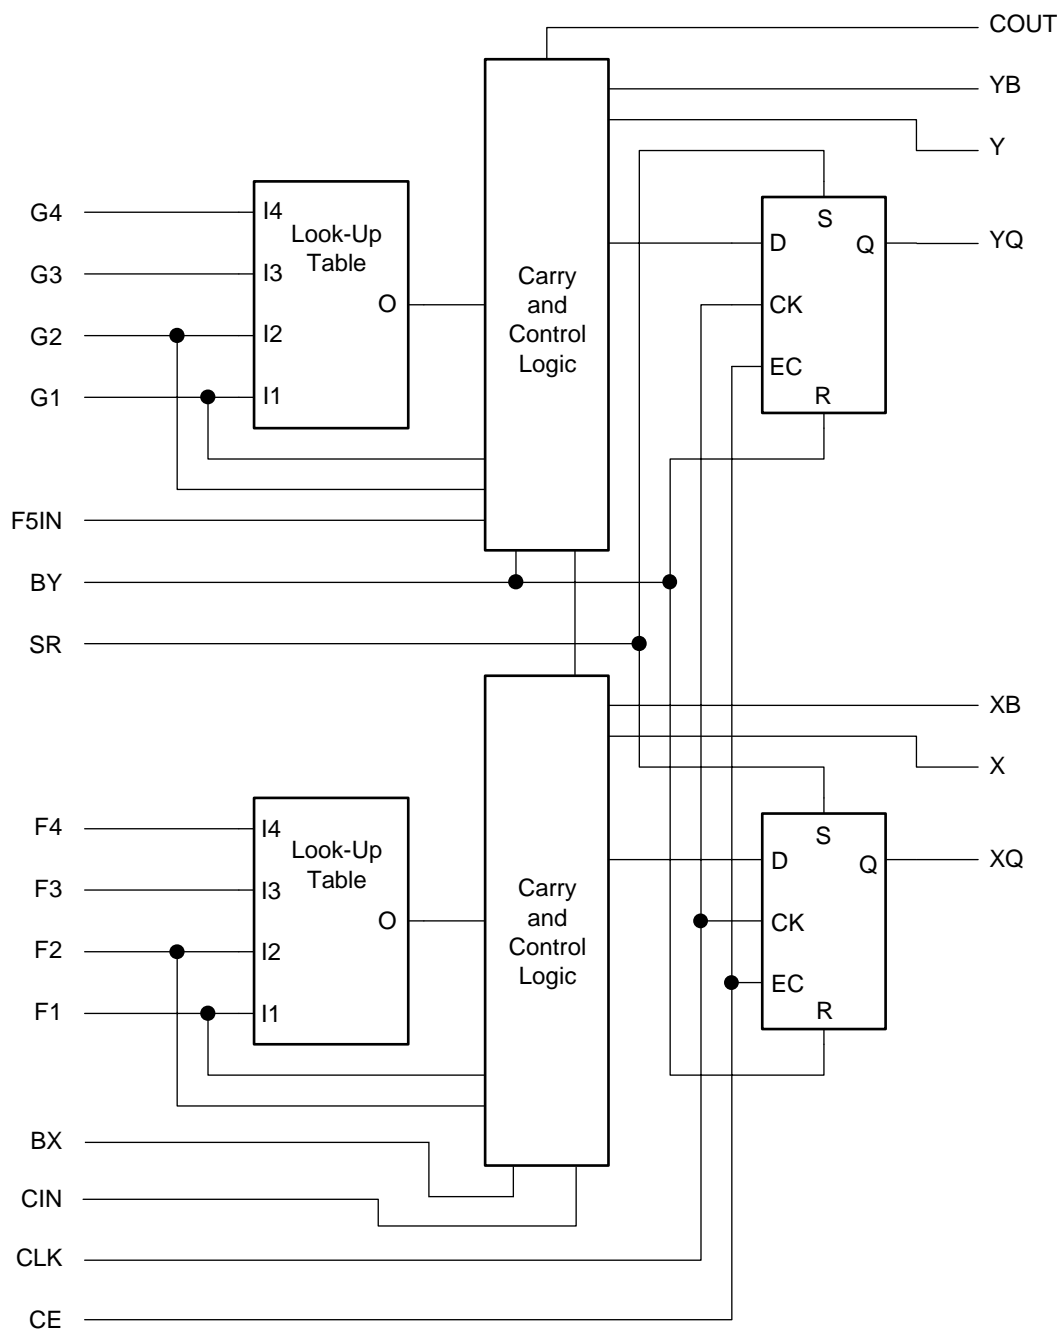 COUT
YB
Y
G4
I4
Look-Up
Table
S
D
Q
YQ
G3
I3
O
Carry
and
Control
Logic
CK
G2
I2
EC
G1
I1
R
F5IN
BY
SR
XB
X
F4
I4
Look-Up
Table
S
D
Q
XQ
F3
I3
O
Carry
and
Control
Logic
CK
F2
I2
EC
F1
I1
R
BX
CIN
CLK
CE